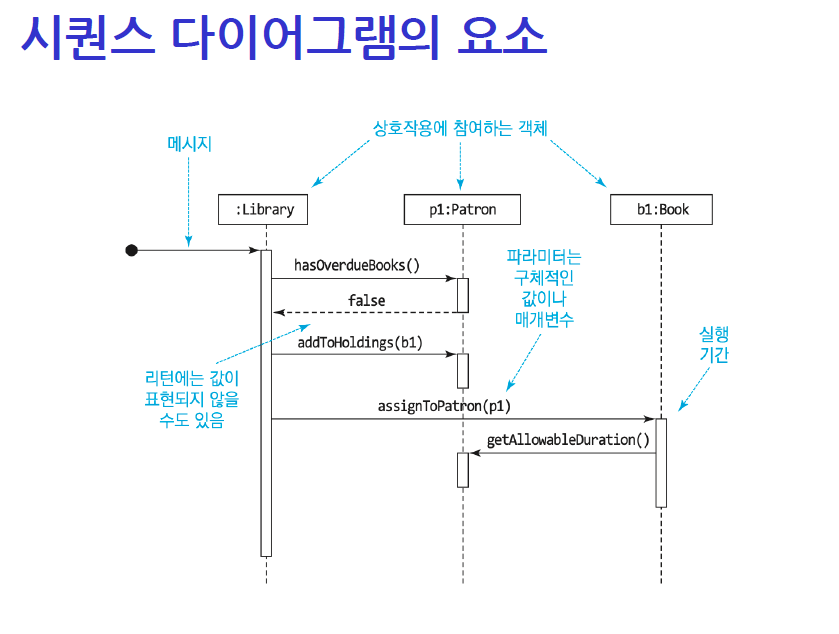 시퀀스 다이어그램의 요소
상호작용에 참여하는 객체
메시지
:Library
p1:Patron
b1:Book
hasOverdueBooks()
파라미터는
구체적인
값이나
매개변수
false
addToHoldings(b1)
실행
기간
리턴에는 값이
표현되지 않을
수도 있음
assignToPatron(p1)
getAllowableDuration()